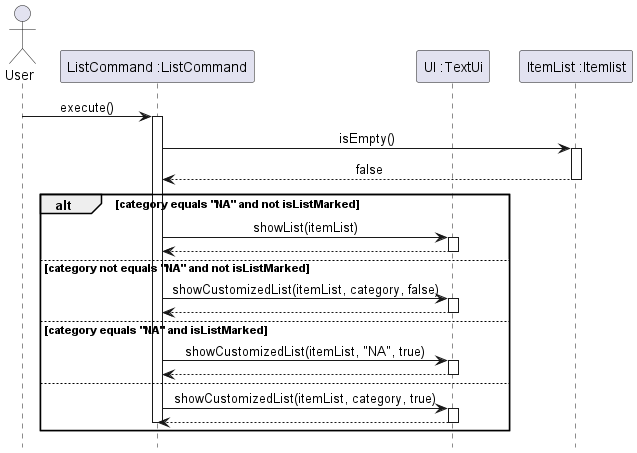 User
ListCommand :ListCommand
UI :TextUi
ItemList :Itemlist
execute()
isEmpty()
false
alt [category equals "NA" and not isListMarked]
showList(itemList)
[category not equals "NA" and not isListMarked]
showCustomizedList(itemList, category, false)
[category equals "NA" and isListMarked]
showCustomizedList(itemList, "NA", true)
showCustomizedList(itemList, category, true)